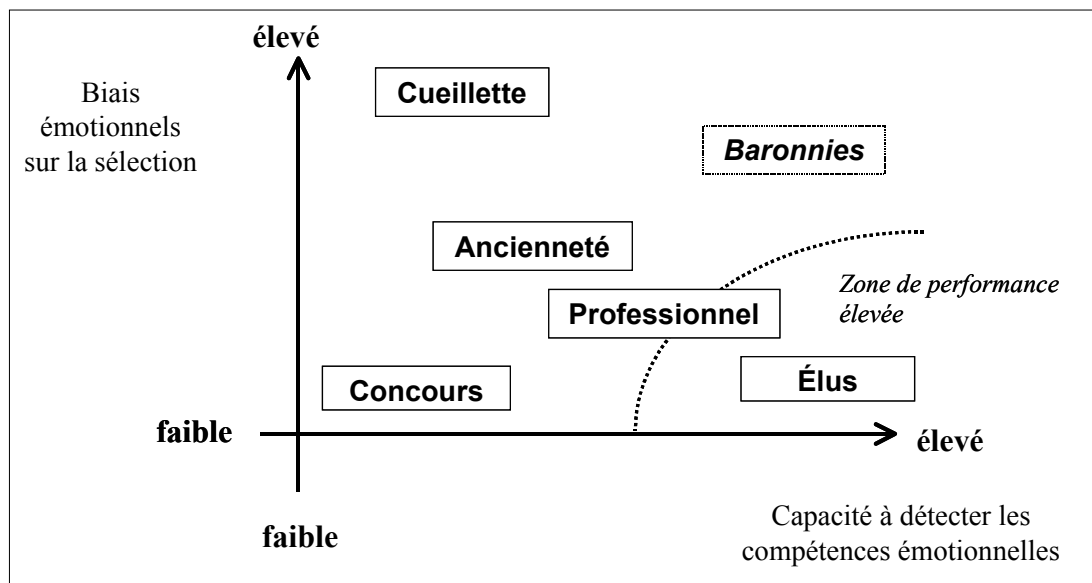 élevé
Biais
émotionnels
sur la sélection
Cueillette
Baronnies
Ancienneté
Zone de performance
élevée
Professionnel
Élus
Concours
faible
élevé
faible
Capacité à détecter les
compétences émotionnelles